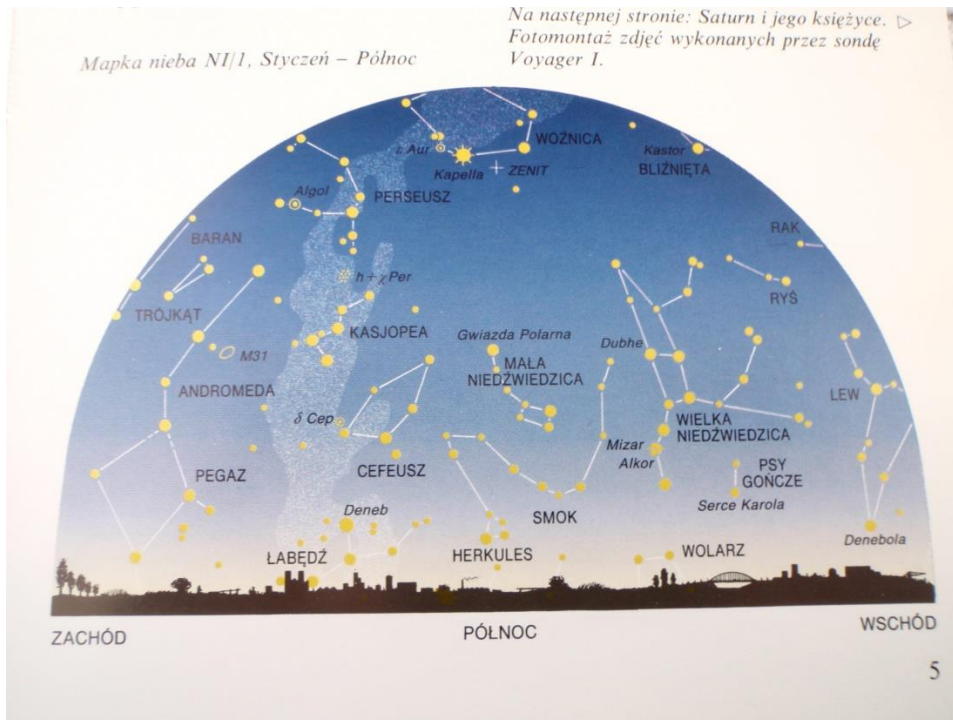 Na następnej stronie: Saturn i jego księżyce. ▷
Fotomontaż zdjęć wykonanych przez sondę
Voyager I.
Mapka nieba NI/1, Styczeń – Północ
WOŹNICA
ε Aur
Kapella
ZENIT
Kastor
BLIŹNIĘTA
Algol
PERSEUSZ
BARAN
RAK
h+χ Per
RYŚ
TRÓJKĄT
KASJOPEA
Gwiazda Polarna
Dubhe
M31
MAŁA
NIEDŹWIEDZICA
ANDROMEDA
LEW
δ Cep
WIELKA
NIEDŹWIEDZICA
Mizar
Alkor
CEFEUSZ
PEGAZ
PSY
GOŃCZE
Serce Karola
Deneb
SMOK
Denebola
ŁABĘDŹ
HERKULES
WOLARZ
ZACHÓD
PÓŁNOC
WSCHÓD
5